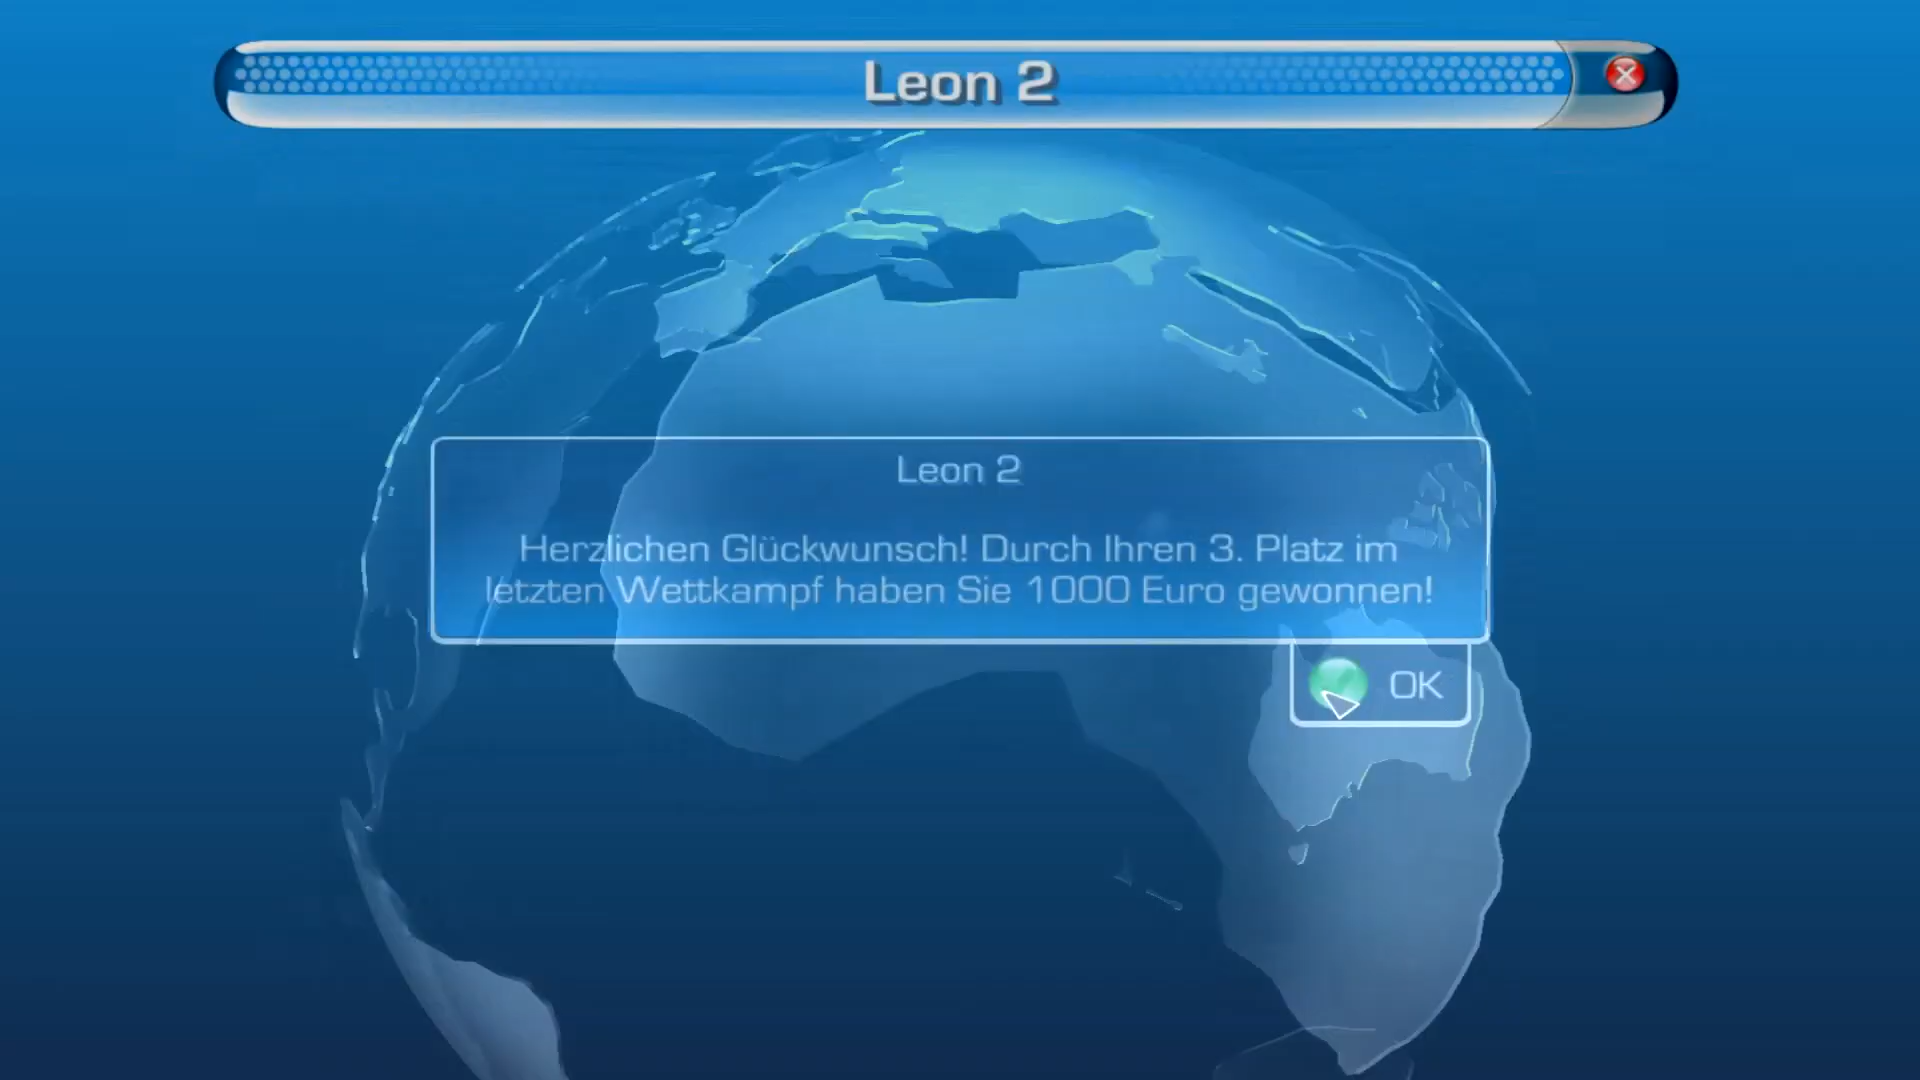 Leon 2
Leon 2
Herzlichen Glückwunsch! Durch Ihren 3. Platz im
letzten Wettkampf haben Sie 1000 Euro gewonnen!
OK